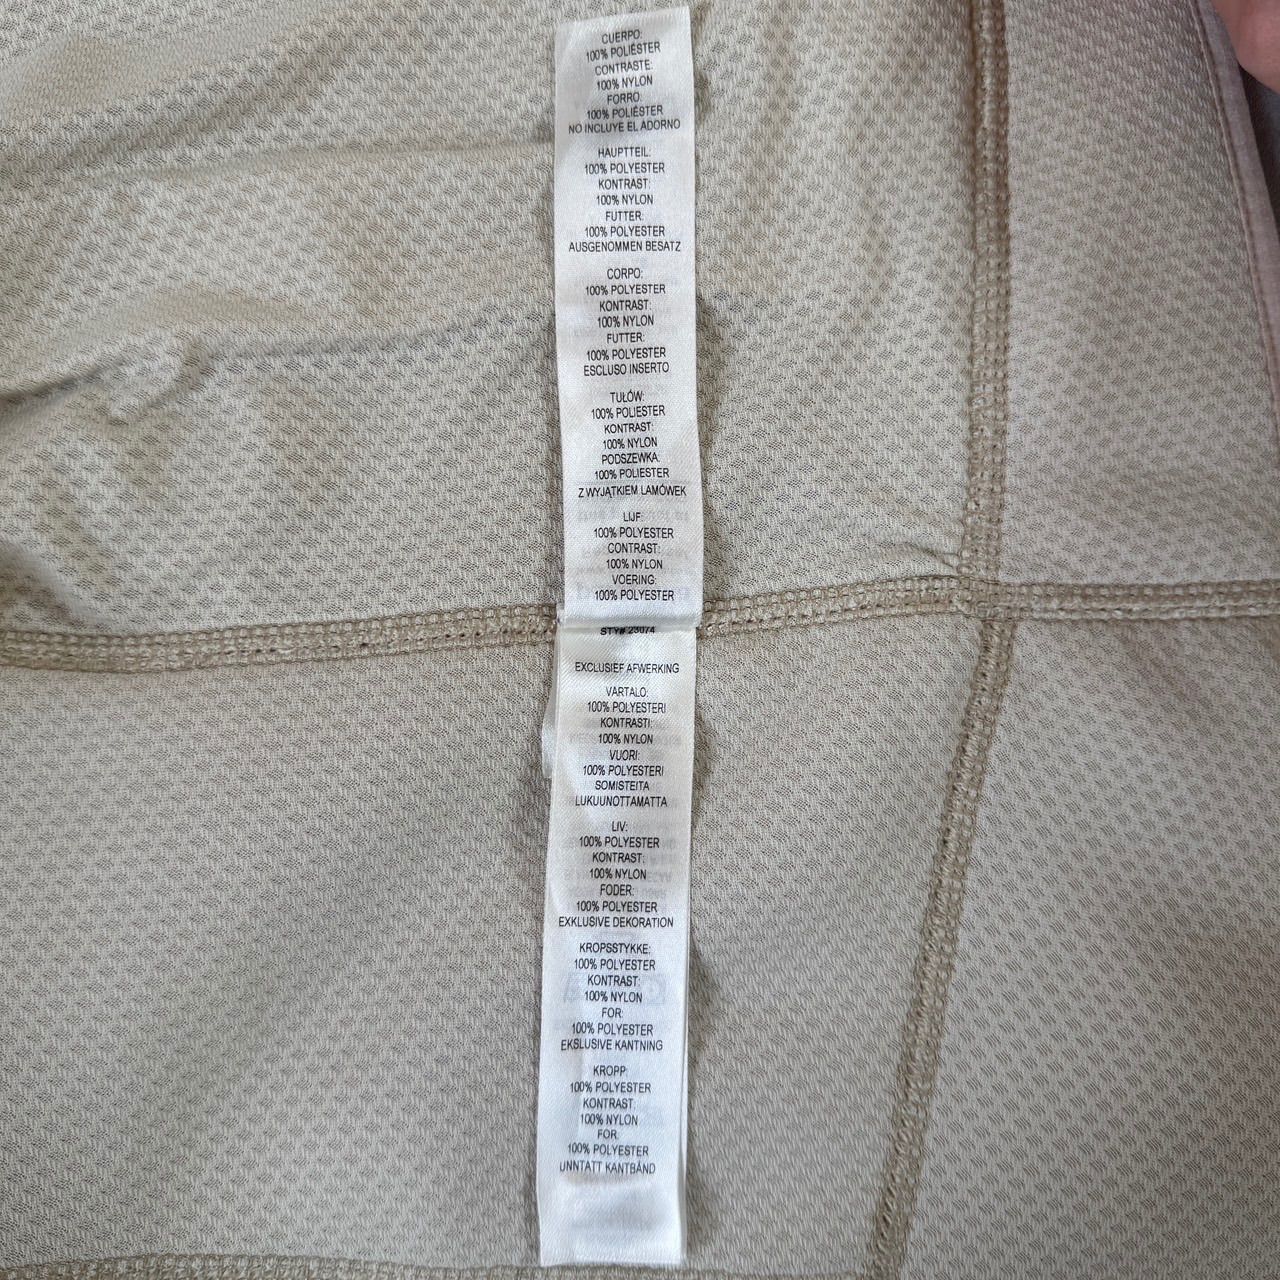 CUERPO:
100% POLIÉSTER
CONTRASTE:
100% NYLON
FORRO:
100% POLIÉSTER
NO INCLUYE EL ADORNO
HAUPTTEIL:
100% POLYESTER
KONTRAST:
100% NYLON
FUTTER:
100% POLYESTER
AUSGENOMMEN BESATZ
CORPO:
100% POLYESTER
KONTRAST:
100% NYLON
FUTTER:
100% POLYESTER
ESCLUSO INSERTO
TUŁÓW:
100% POLIESTER
KONTRAST:
100% NYLON
PODSZEWKA:
100% POLIESTER
Z WYJĄTKIEM LAMÓWEK
LIJF:
100% POLYESTER
CONTRAST:
100% NYLON
VOERING:
100% POLYESTER
STY# 23074
EXCLUSIEF AFWERKING
VARTALO:
100% POLYESTERI
KONTRASTI:
100% NYLON
VUORI:
100% POLYESTERI
SOMISTEITA
LUKUUNOTTAMATTA
LIV:
100% POLYESTER
KONTRAST:
100% NYLON
FODER:
100% POLYESTER
EXKLUSIVE DEKORATION
KROPSSTYKKE:
100% POLYESTER
KONTRAST:
100% NYLON
FOR:
100% POLYESTER
EKSLUSIVE KANTNING
KROPP:
100% POLYESTER
KONTRAST:
100% NYLON
FOR:
100% POLYESTER
UNNTATT KANTBÅND